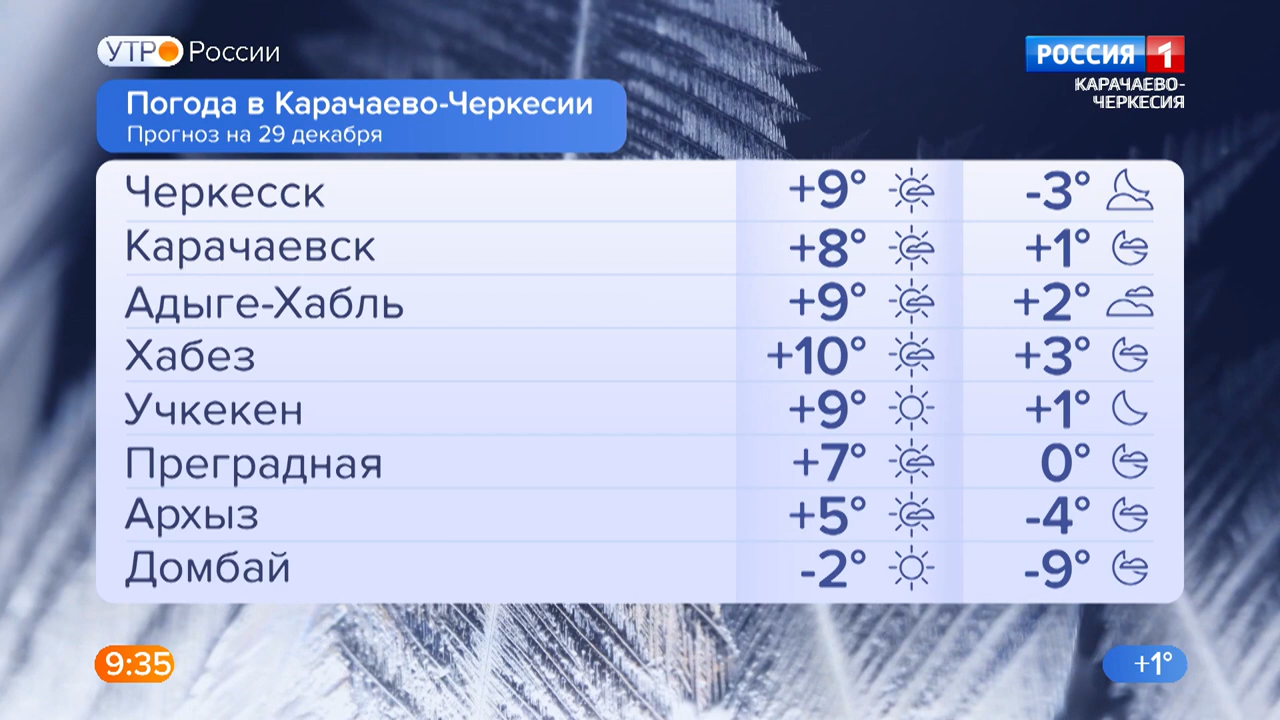 УТРО России
РОССИЯ 1
КАРАЧАЕВО-
ЧЕРКЕСИЯ
Погода в Карачаево-Черкесии
Прогноз на 29 декабря
Черкесск +9° -3°
Карачаевск +8° +1°
Адыге-Хабль +9° +2°
Хабез +10° +3°
Учкекен +9° +1°
Преградная +7° 0°
Архыз +5° -4°
Домбай -2° -9°
9:35
+1°